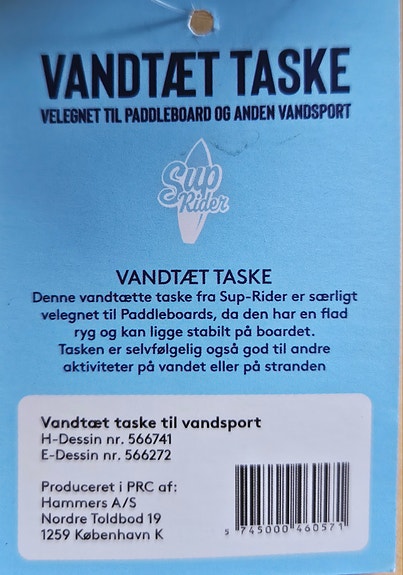 VANDTÆT TASKE
VELEGNET TIL PADDLEBOARD OG ANDEN VANDSPORT
Sup
Rider
VANDTÆT TASKE
Denne vandtætte taske fra Sup-Rider er særligt
velegnet til Paddleboards, da den har en flad
ryg og kan ligge stabilt på boardet.
Tasken er selvfølgelig også god til andre
aktiviteter på vandet eller på stranden
Vandtæt taske til vandsport
H-Dessin nr. 566741
E-Dessin nr. 566272
Produceret i PRC af:
Hammers A/S
Nordre Toldbod 19
1259 København K
5 745000 460571